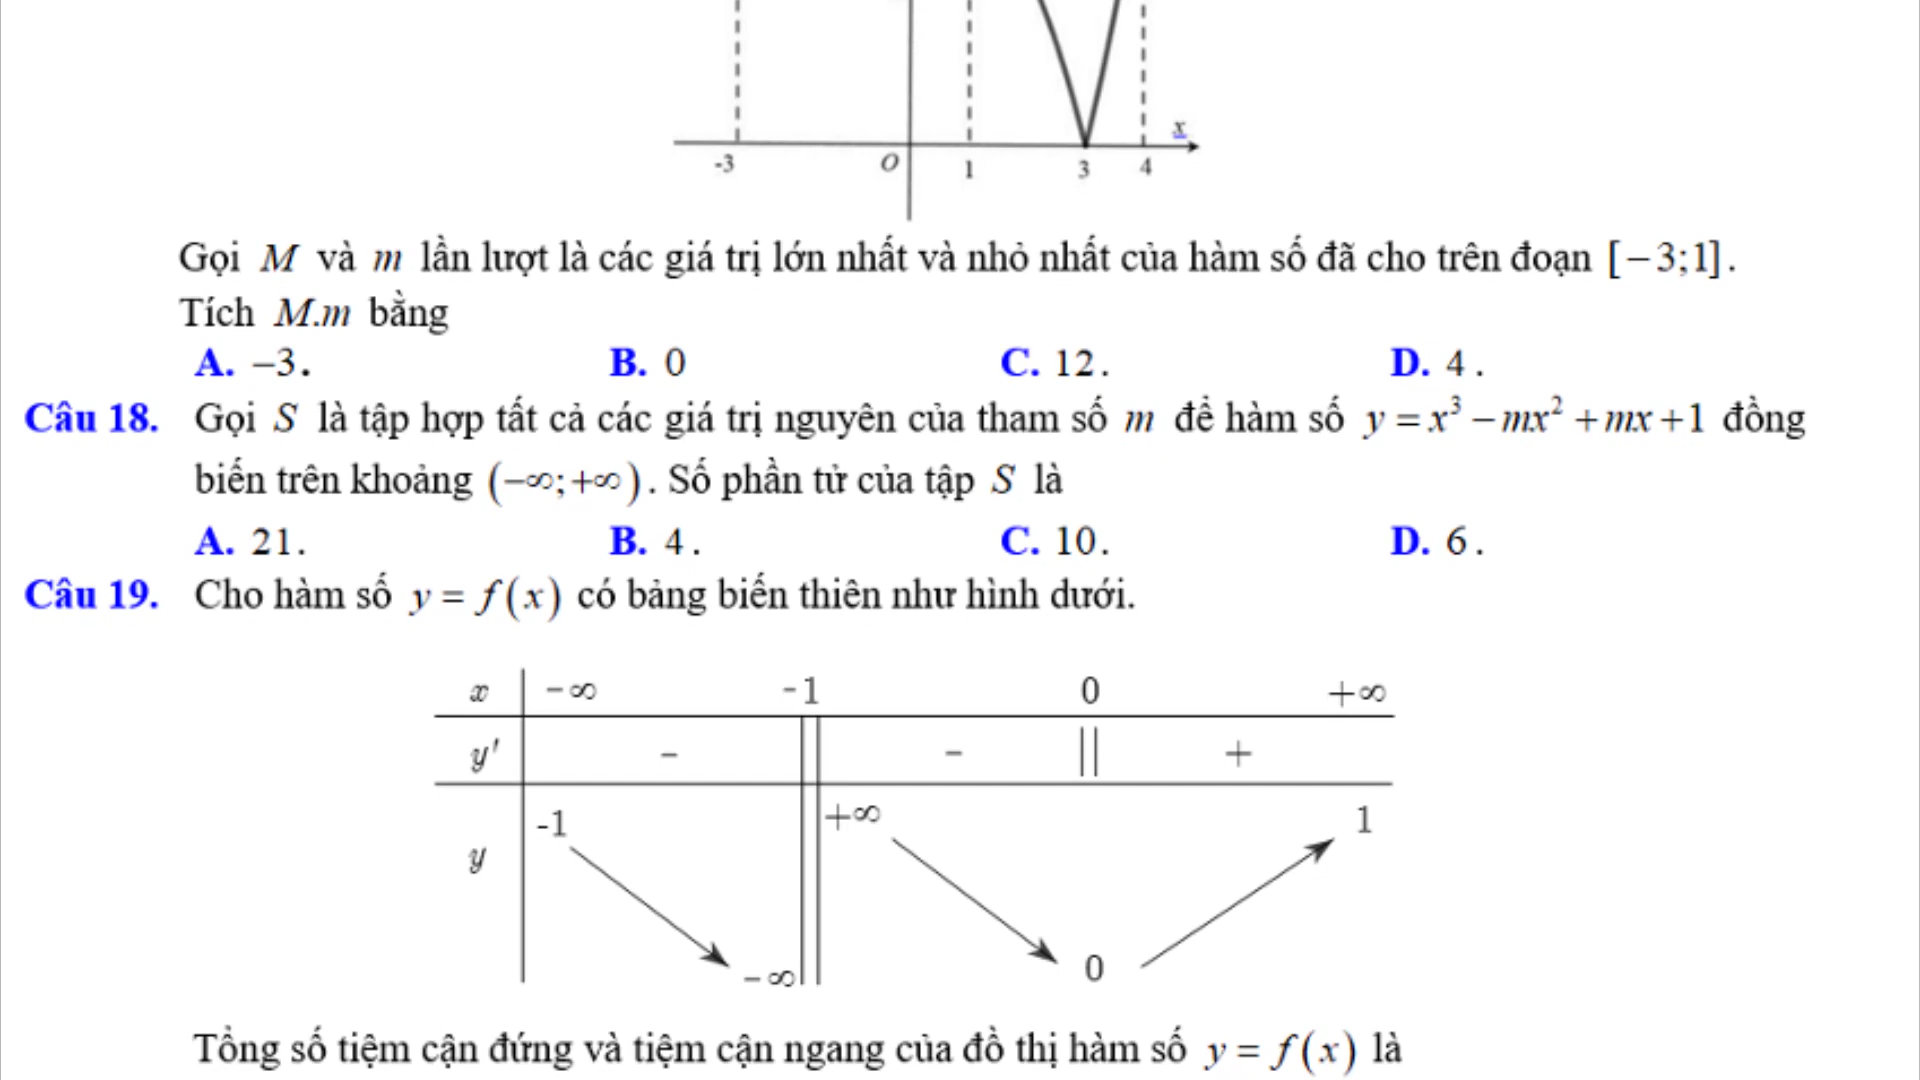 x
-3 O 1 3 4
Gọi M và m lần lượt là các giá trị lớn nhất và nhỏ nhất của hàm số đã cho trên đoạn [−3;1].
Tích M.m bằng
A. −3. B. 0 C. 12. D. 4.
Câu 18. Gọi S là tập hợp tất cả các giá trị nguyên của tham số m để hàm số y = x³ − mx² + mx + 1 đồng
biến trên khoảng (−∞;+∞). Số phần tử của tập S là
A. 21. B. 4. C. 10. D. 6.
Câu 19. Cho hàm số y = f(x) có bảng biến thiên như hình dưới.
x −∞ -1 0 +∞
y′ − − || +
-1 +∞ 1
y
−∞ 0
Tổng số tiệm cận đứng và tiệm cận ngang của đồ thị hàm số y = f(x) là